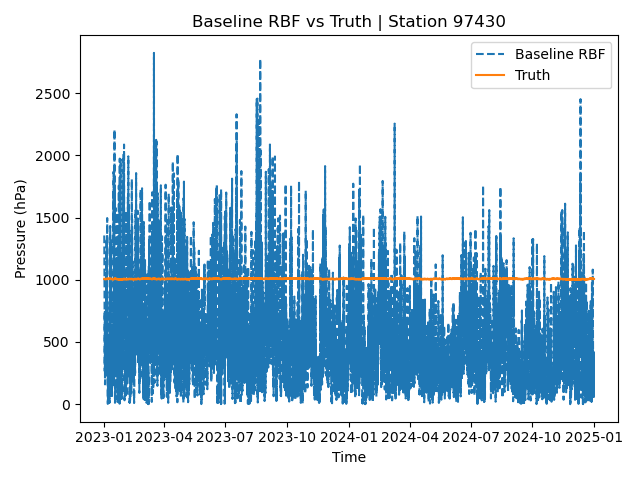 Baseline RBF vs Truth | Station 97430
Baseline RBF
Truth
Pressure (hPa)
2500
2000
1500
1000
500
0
2023-01 2023-04 2023-07 2023-10 2024-01 2024-04 2024-07 2024-10 2025-01
Time